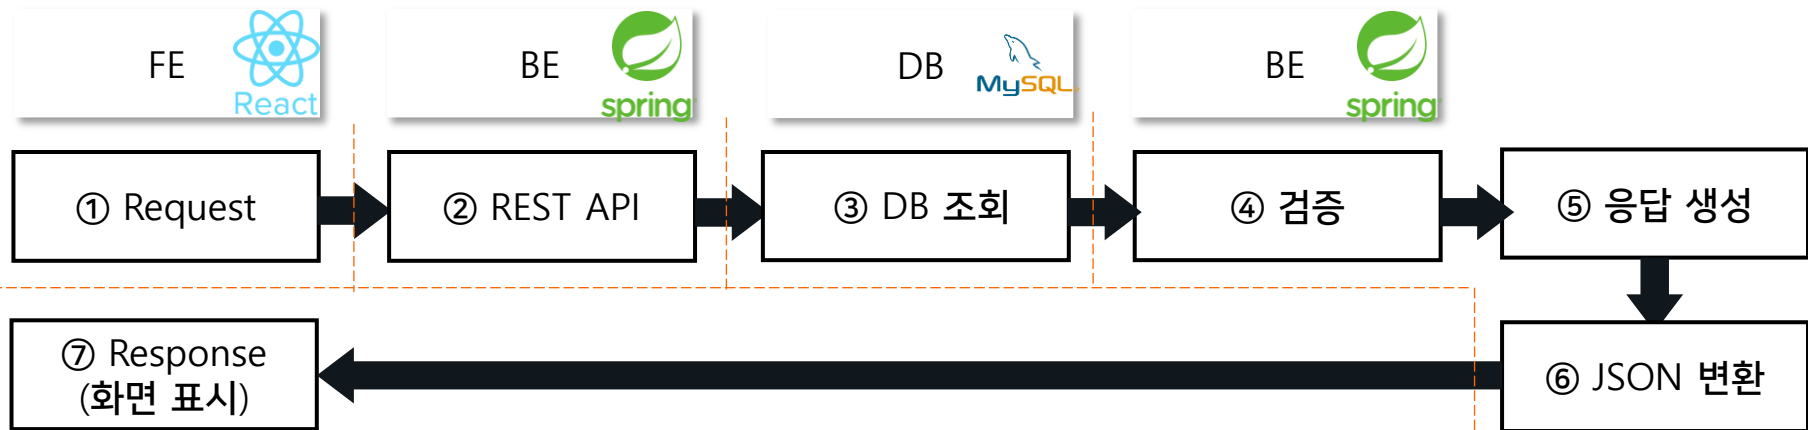 FE
React
BE
spring
DB
MySQL
BE
spring
① Request
② REST API
③ DB 조회
④ 검증
⑤ 응답 생성
⑦ Response
(화면 표시)
⑥ JSON 변환